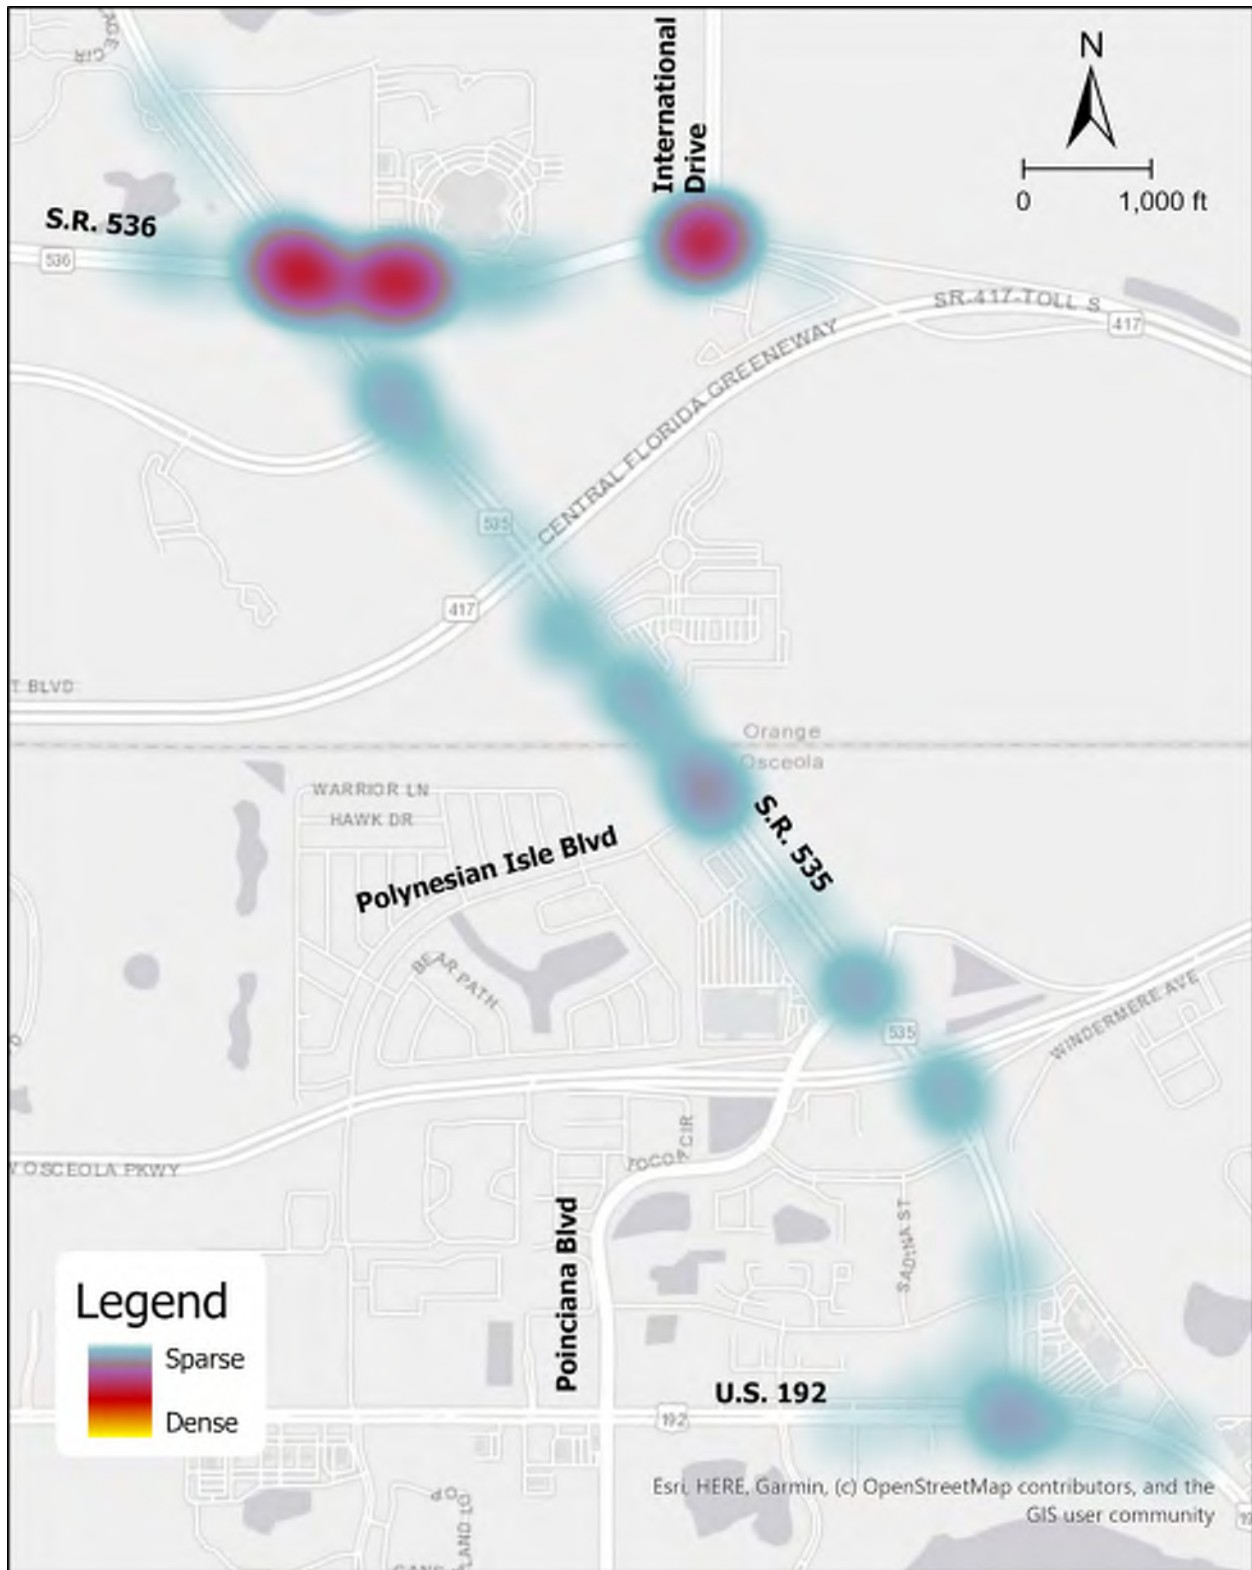 International
Drive
N
0
1,000 ft
S.R. 536
536
SR-417-TOLL S
417
CENTRAL FLORIDA GREENEWAY
535
417
T BLVD
Orange
Osceola
WARRIOR LN
HAWK DR
S.R. 535
Polynesian Isle Blvd
BEAR PATH
535
WINDERMERE AVE
W OSCEOLA PKWY
CIR
Poinciana Blvd
Legend
Sparse
Dense
U.S. 192
192
Esri, HERE, Garmin, (c) OpenStreetMap contributors, and the
GIS user community